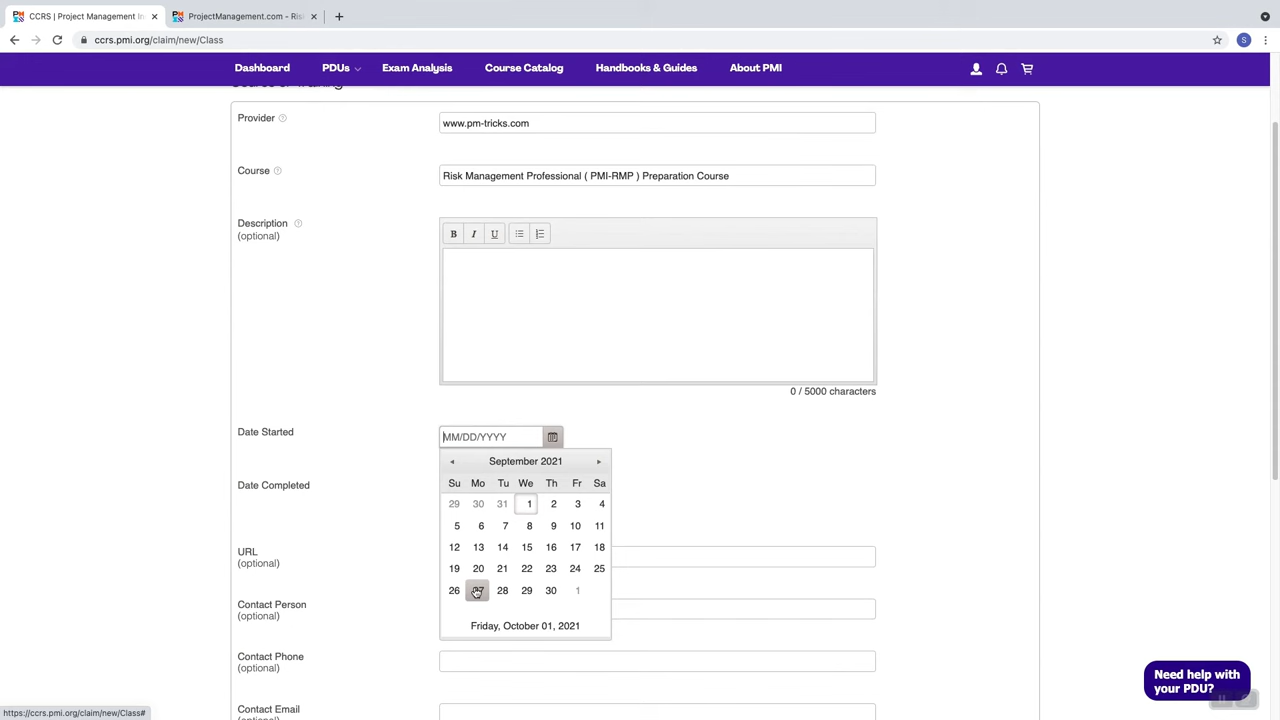 CCRS | Project Management In
ProjectManagement.com - Ris
ccrs.pmi.org/claim/new/Class
S
Dashboard
PDUs
Exam Analysis
Course Catalog
Handbooks & Guides
About PMI
Provider
www.pm-tricks.com
Course
Risk Management Professional ( PMI-RMP ) Preparation Course
Description
(optional)
B I U
0 / 5000 characters
Date Started
MM/DD/YYYY
September 2021
Su Mo Tu We Th Fr Sa
29 30 31 1 2 3 4
5 6 7 8 9 10 11
12 13 14 15 16 17 18
19 20 21 22 23 24 25
26 27 28 29 30 1
Friday, October 01, 2021
Date Completed
URL
(optional)
Contact Person
(optional)
Contact Phone
(optional)
Contact Email
Need help with
your PDU?
https://ccrs.pmi.org/claim/new/Class#